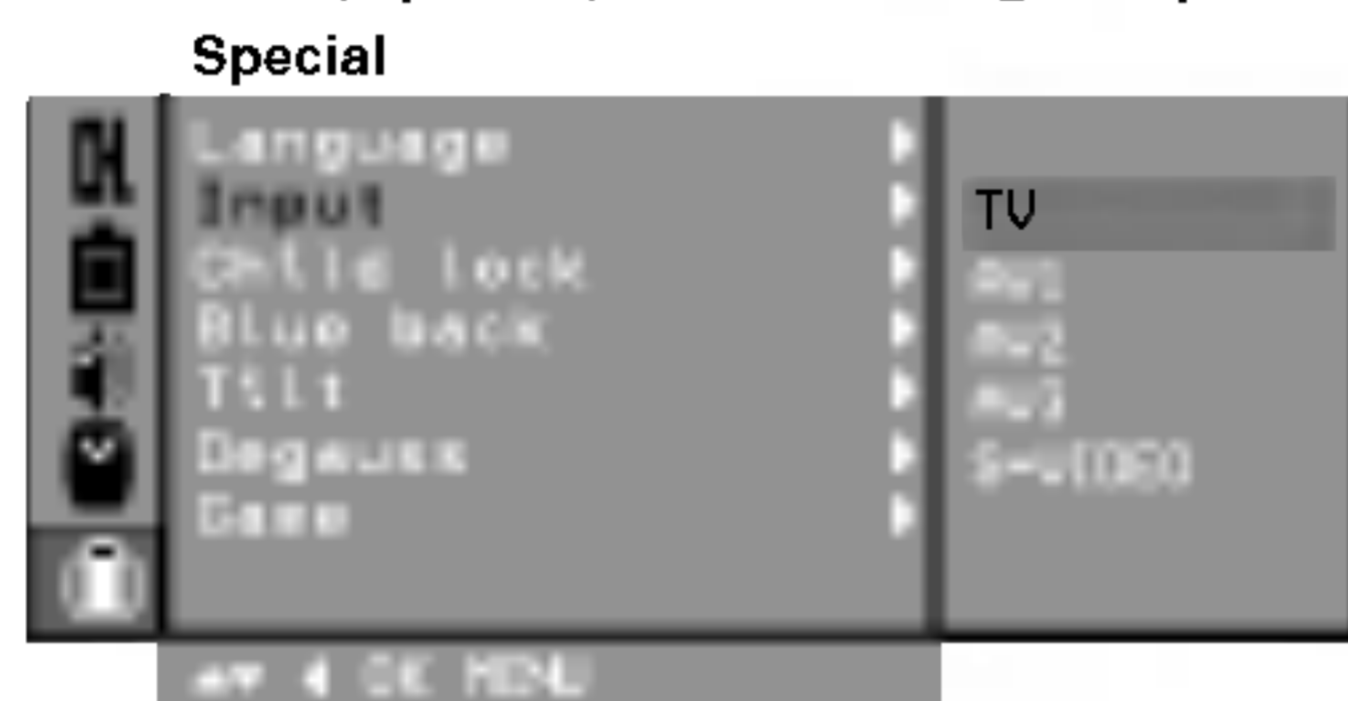 Special
Language
Input
Child lock
Blue back
Tilt
Degauss
Game
TV
AV1
AV2
AV3
S-VIDEO
OK MENU